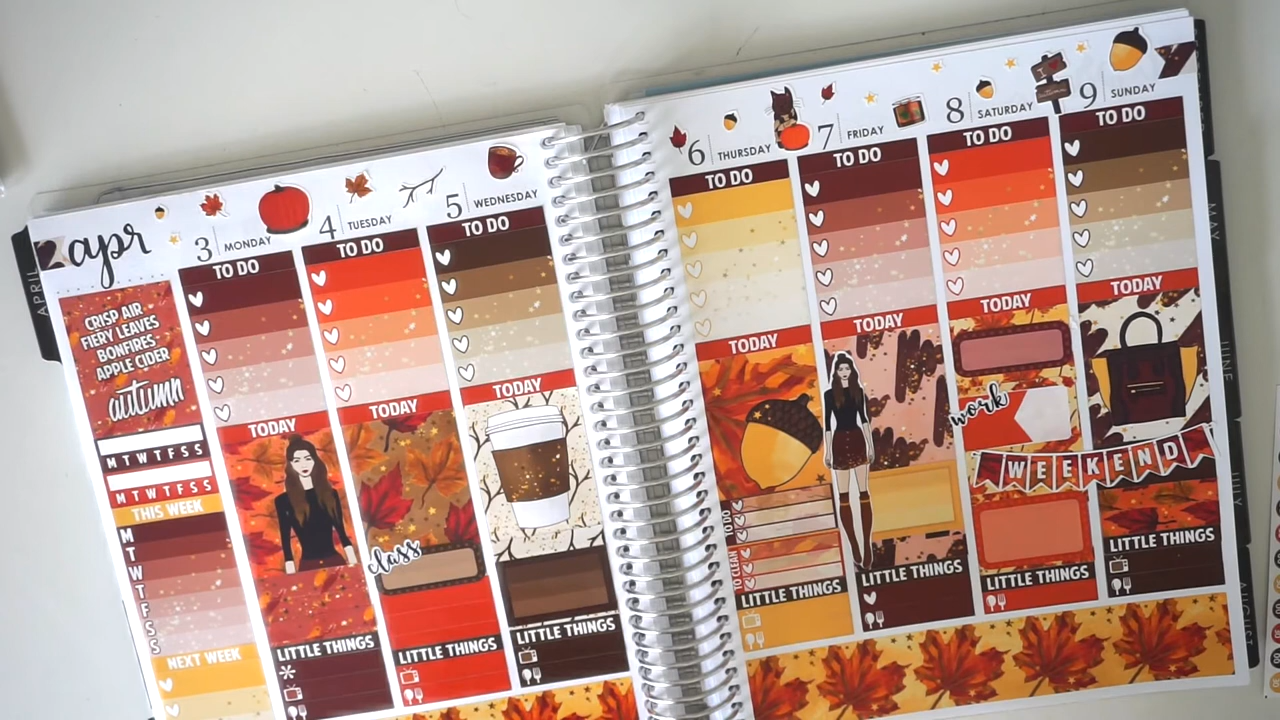 apr
CRISP AIR
FIERY LEAVES
BONFIRES
APPLE CIDER
autumn
M T W T F S S
M T W T F S S
THIS WEEK
M
T
W
T
F
S
S
NEXT WEEK
3 MONDAY
TO DO
TODAY
LITTLE THINGS
4 TUESDAY
TO DO
TODAY
class
LITTLE THINGS
5 WEDNESDAY
TO DO
TODAY
LITTLE THINGS
6 THURSDAY
TO DO
TODAY
TO DO
TO CLEAN
LITTLE THINGS
7 FRIDAY
TO DO
TODAY
LITTLE THINGS
8 SATURDAY
TO DO
TODAY
work
WEEKEND
LITTLE THINGS
9 SUNDAY
TO DO
TODAY
LITTLE THINGS
APRIL
MAY
JUNE
JULY
AUGUST